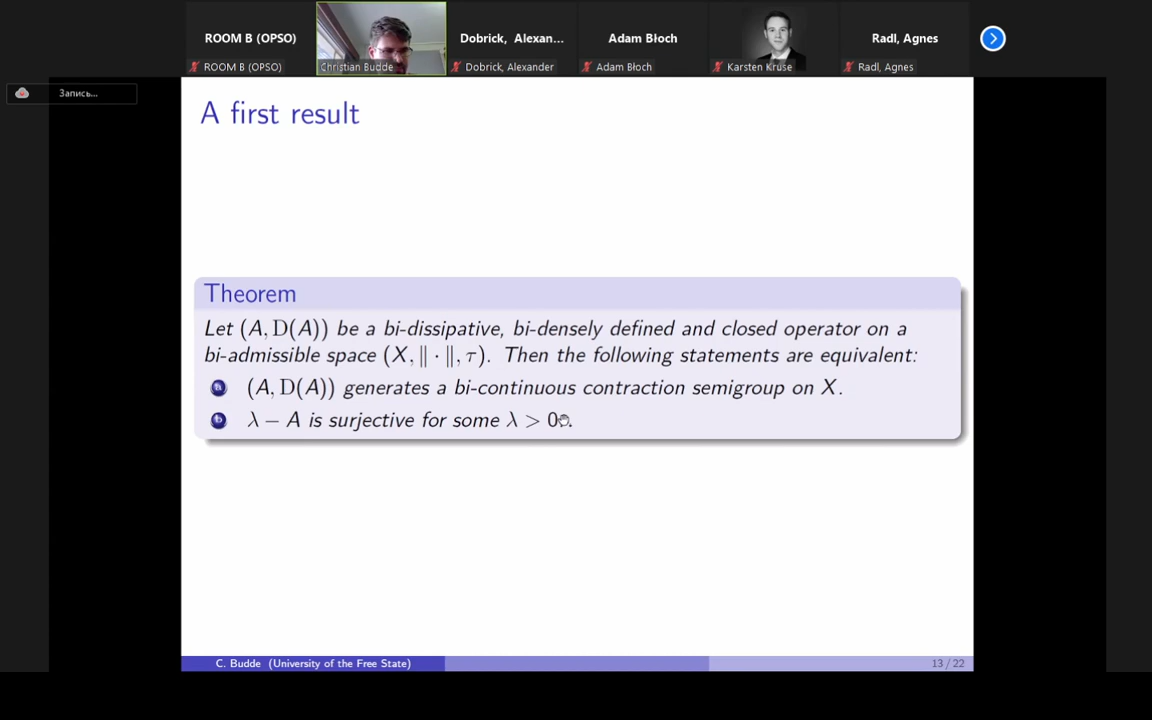 ROOM B (OPSO)
Dobrick, Alexan...
Adam Błoch
Radl, Agnes
ROOM B (OPSO)
Christian Budde
Dobrick, Alexander
Adam Błoch
Karsten Kruse
Radl, Agnes
Запись...
A first result
Theorem
Let (A, D(A)) be a bi-dissipative, bi-densely defined and closed operator on a
bi-admissible space (X, ‖ · ‖, τ). Then the following statements are equivalent:
a (A, D(A)) generates a bi-continuous contraction semigroup on X.
b λ − A is surjective for some λ > 0.
C. Budde (University of the Free State)
13 / 22